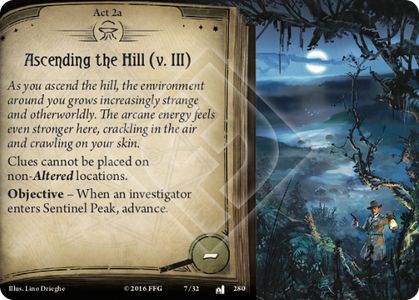 Act 2a
Ascending the Hill (v. III)
As you ascend the hill, the environment
around you grows increasingly strange
and otherworldly. The arcane energy feels
even stronger here, crackling in the air
and crawling on your skin.
Clues cannot be placed on
non-Altered locations.
Objective – When an investigator
enters Sentinel Peak, advance.
-
Illus. Lino Drieghe
© 2016 FFG
7/32
280